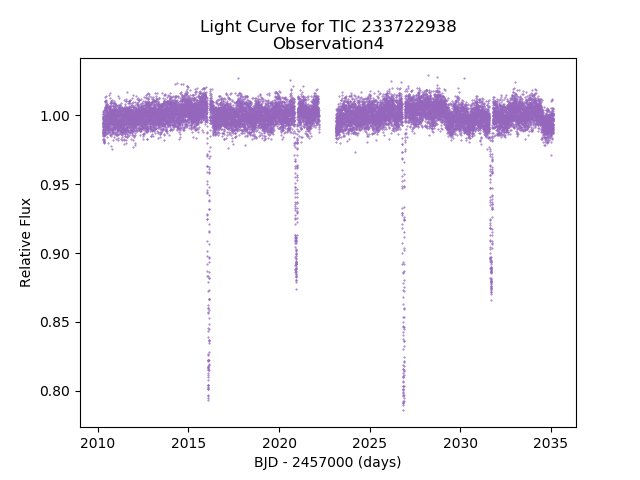 Light Curve for TIC 233722938
Observation4
Relative Flux
1.00
0.95
0.90
0.85
0.80
2010 2015 2020 2025 2030 2035
BJD - 2457000 (days)